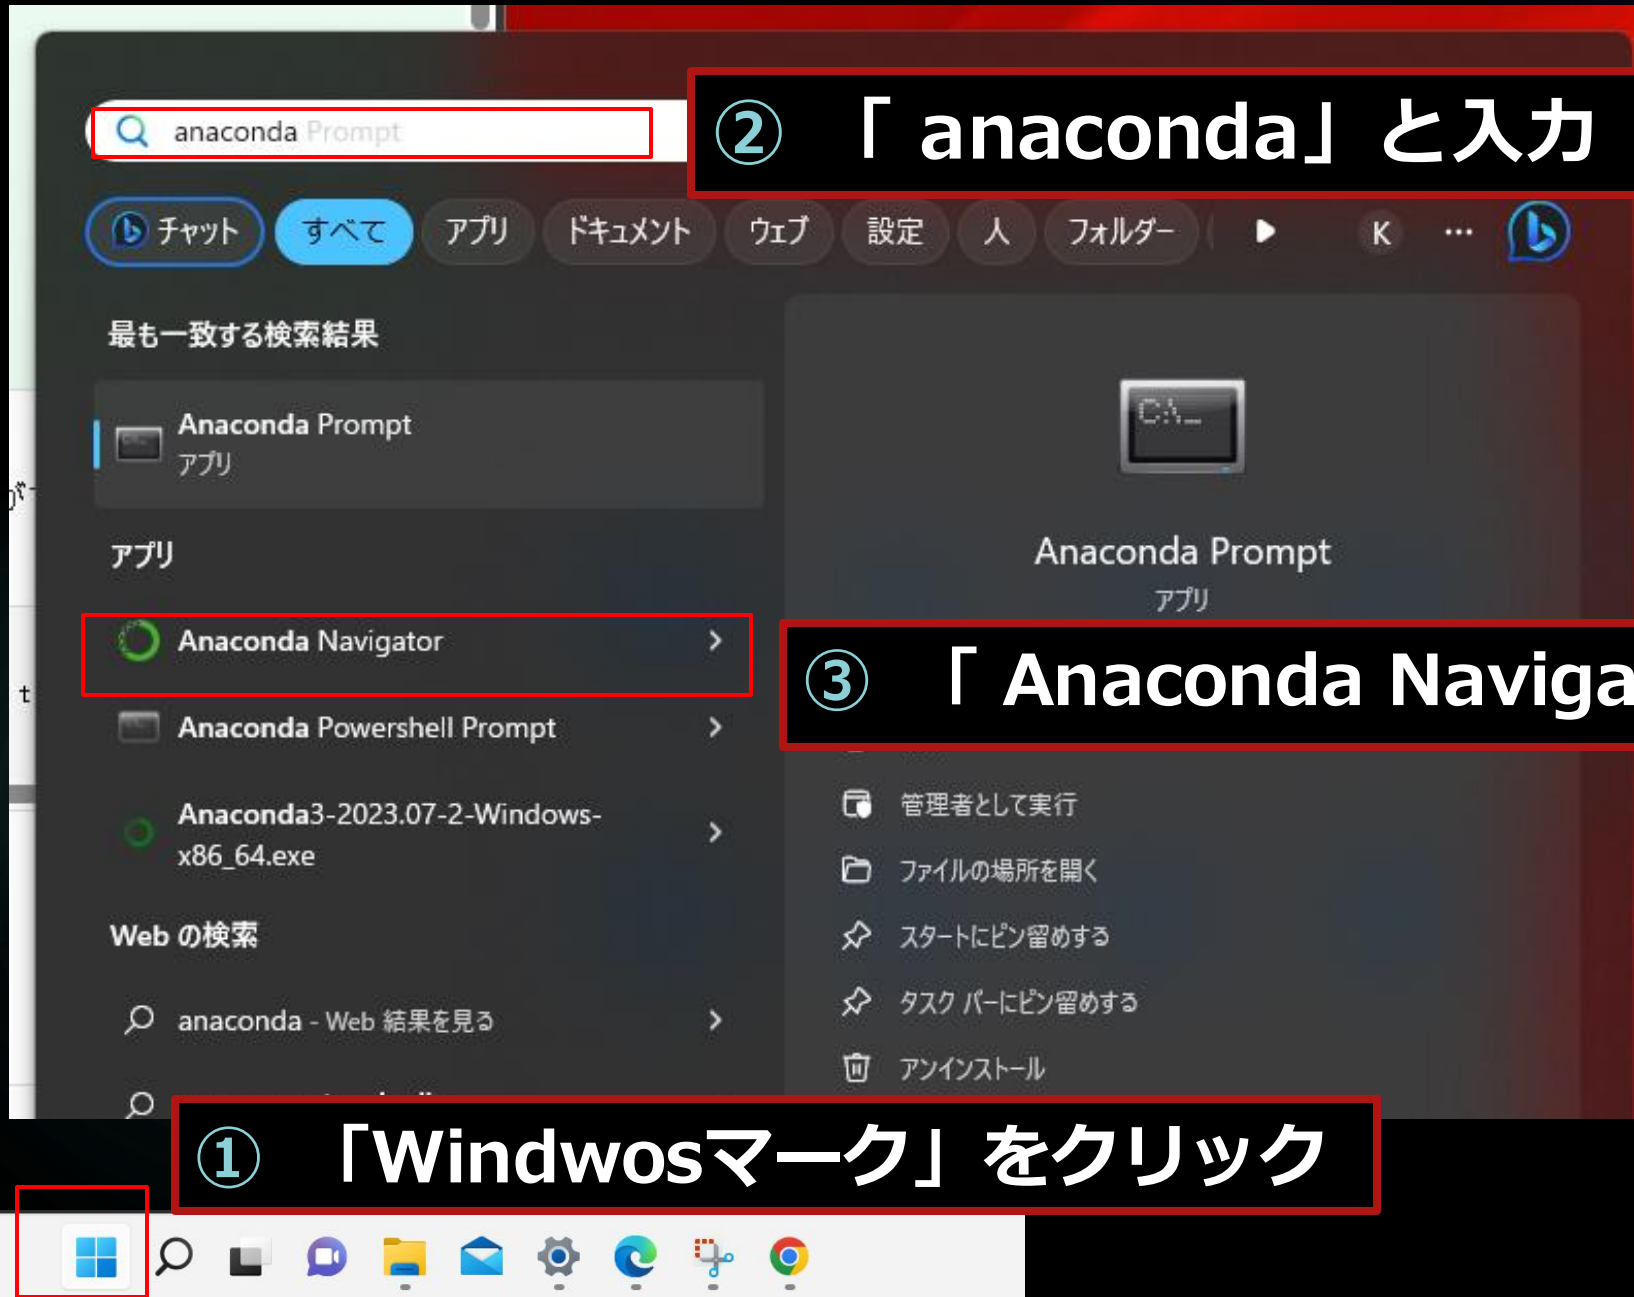 anaconda Prompt
② 「 anaconda」と入力
チャット すべて アプリ ドキュメント ウェブ 設定 人 フォルダー K ...
最も一致する検索結果
Anaconda Prompt
アプリ
C:\_
Anaconda Prompt
アプリ
アプリ
Anaconda Navigator
③ 「 Anaconda Naviga
Anaconda Powershell Prompt
Anaconda3-2023.07-2-Windows-
x86_64.exe
管理者として実行
ファイルの場所を開く
スタートにピン留めする
タスク バーにピン留めする
アンインストール
Web の検索
anaconda - Web 結果を見る
① 「Windwosマーク」をクリック
が
t